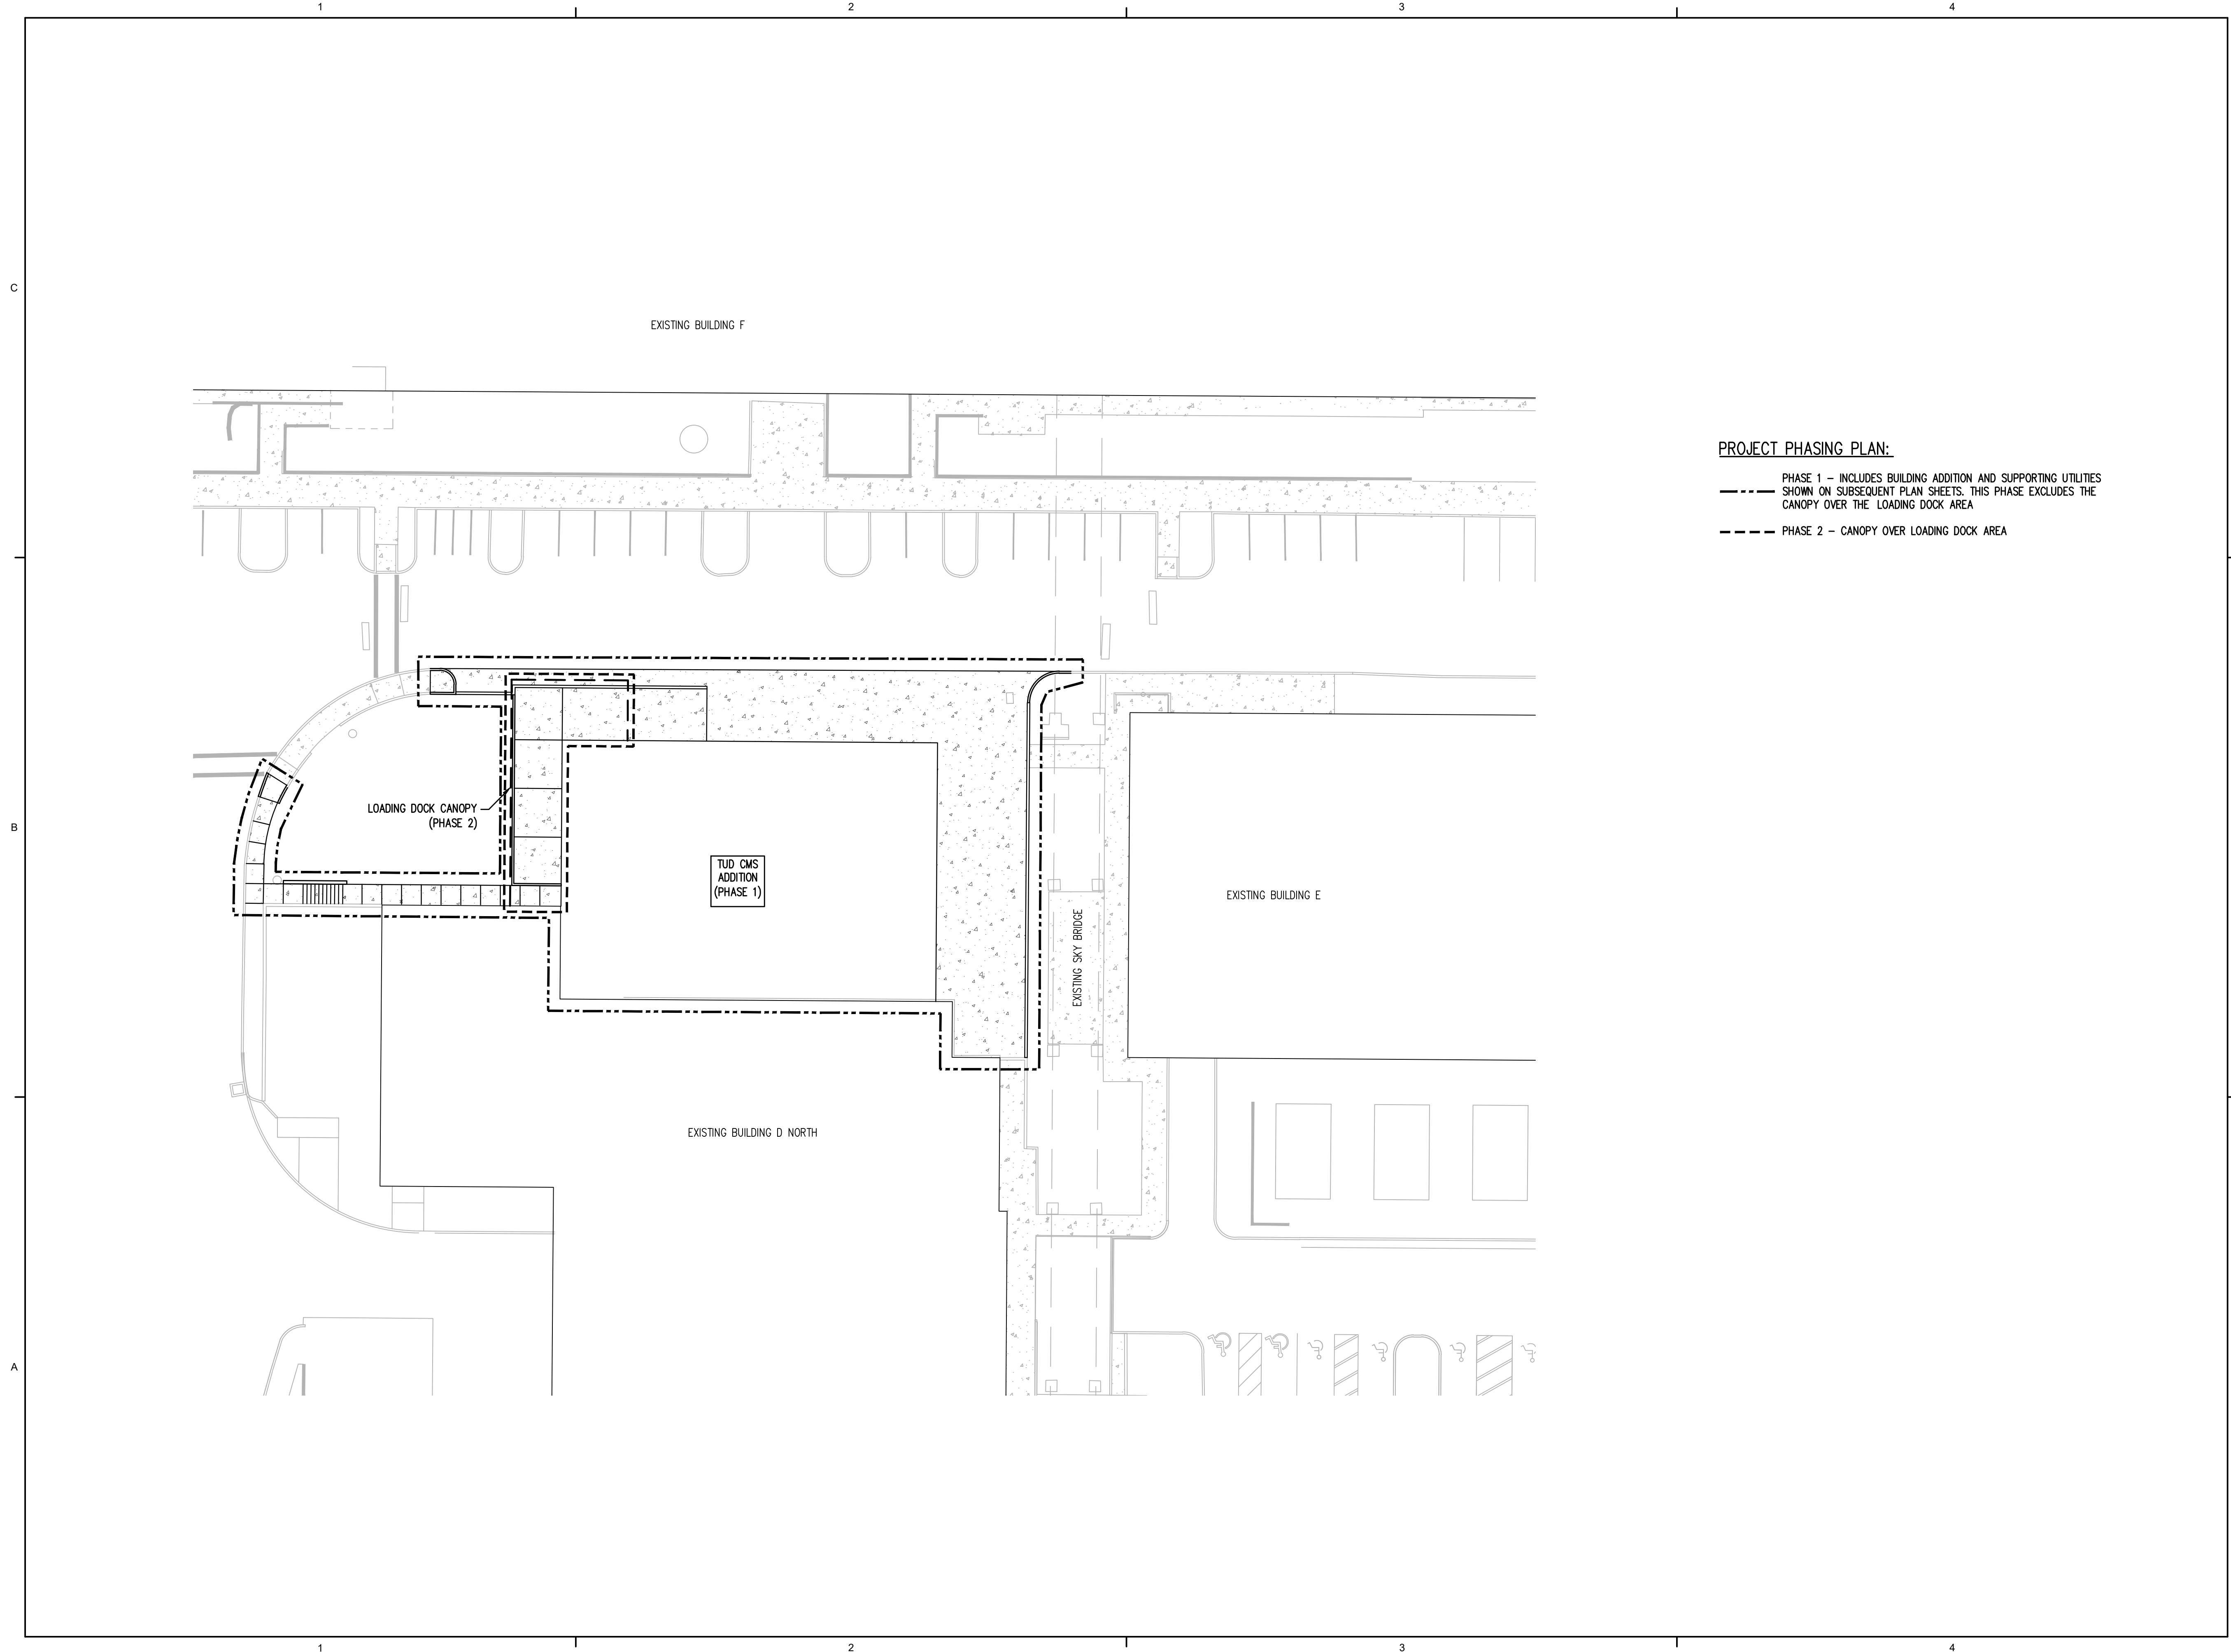 1 2 3 4
C
EXISTING BUILDING F
PROJECT PHASING PLAN:
PHASE 1 – INCLUDES BUILDING ADDITION AND SUPPORTING UTILITIES
SHOWN ON SUBSEQUENT PLAN SHEETS. THIS PHASE EXCLUDES THE
CANOPY OVER THE LOADING DOCK AREA
PHASE 2 – CANOPY OVER LOADING DOCK AREA
LOADING DOCK CANOPY
(PHASE 2)
B
TUD CMS
ADDITION
(PHASE 1)
EXISTING BUILDING E
EXISTING SKY BRIDGE
EXISTING BUILDING D NORTH
A
1 2 3 4